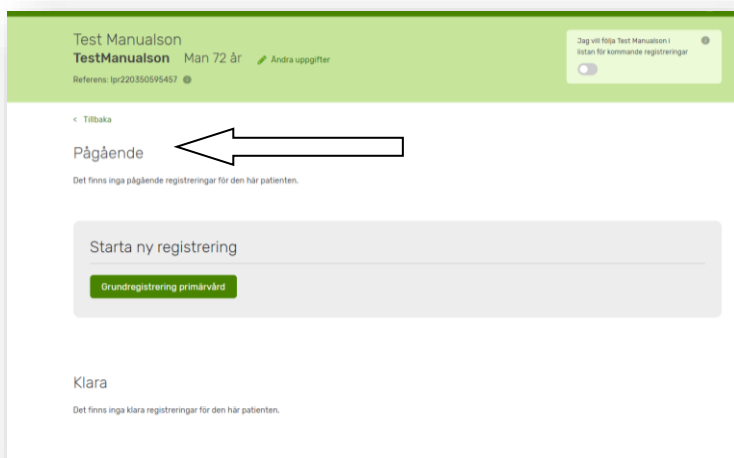 Test Manualson
TestManualson Man 72 år Ändra uppgifter
Referens: lpr220350595457
Jag vill följa Test Manualson i
listan för kommande registreringar
< Tillbaka
Pågående
Det finns inga pågående registreringar för den här patienten.
Starta ny registrering
Grundregistrering primärvård
Klara
Det finns inga klara registreringar för den här patienten.